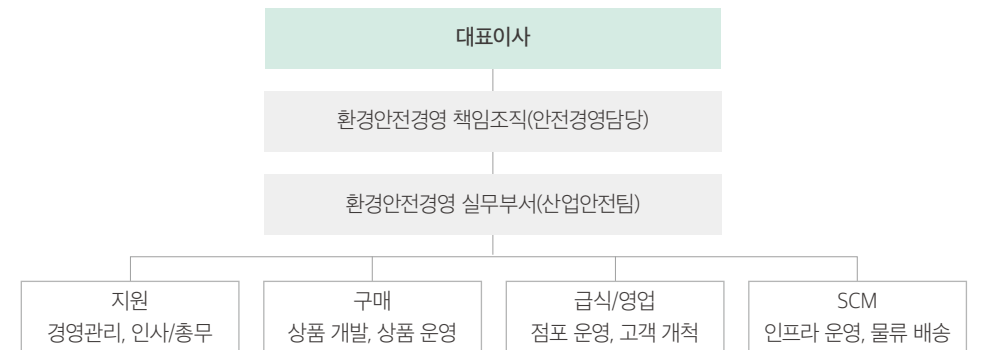 대표이사
환경안전경영 책임조직(안전경영담당)
환경안전경영 실무부서(산업안전팀)
지원
경영관리, 인사/총무
구매
상품 개발, 상품 운영
급식/영업
점포 운영, 고객 개척
SCM
인프라 운영, 물류 배송